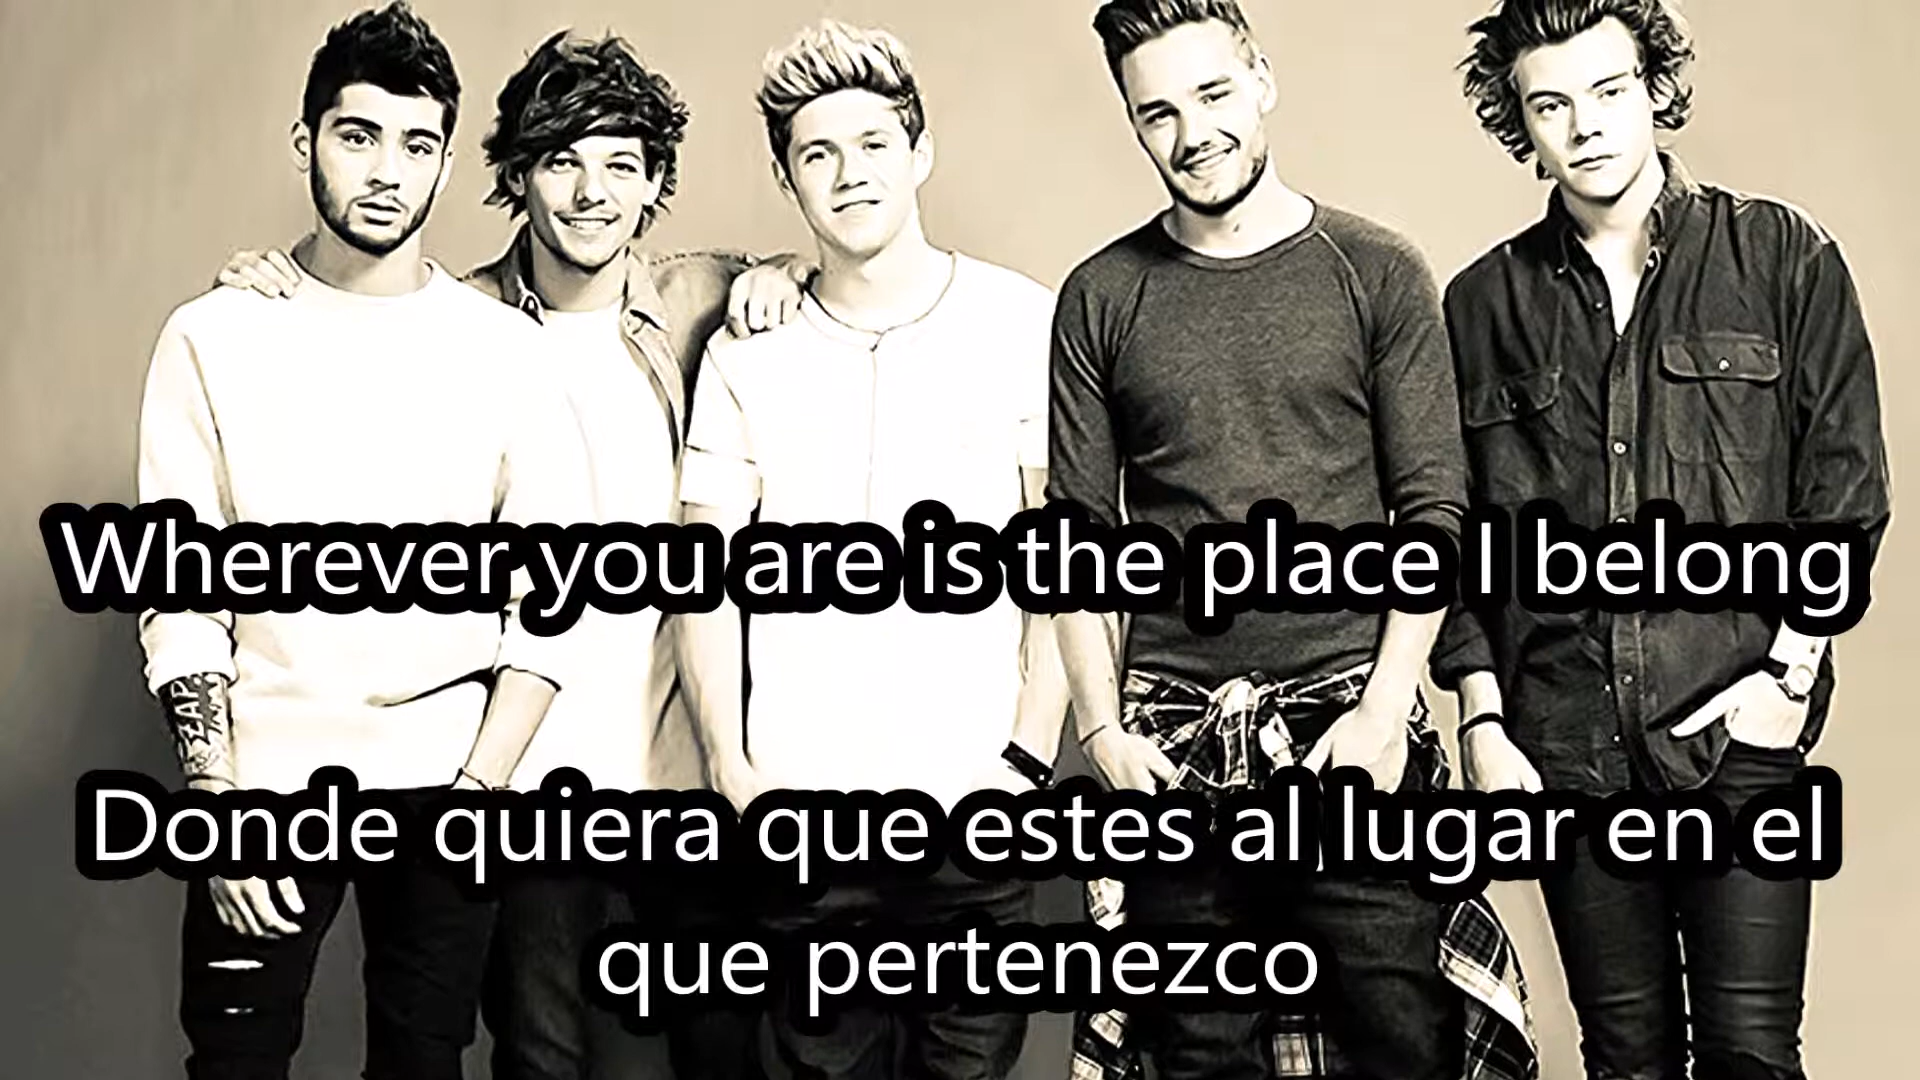 Wherever you are is the place I belong
Donde quiera que estes al lugar en el
que pertenezco